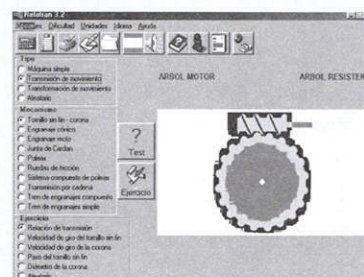 Relatran 3.2
Dificultad Unidades Idioma Ayuda
Tipo
Máquina simple
Transmisión de movimiento
Transformación de movimiento
Aleatorio
ARBOL MOTOR
ARBOL RESISTEN
Mecanismo
Tornillo sin fin - corona
Engranaje cónico
Engranaje recto
Junta de Cardan
Poleas
Ruedas de fricción
Sistema compuesto de poleas
Transmisión por cadena
Tren de engranajes compuesto
Tren de engranajes simple
?
Test
Ejercicio
Ejercicio
Relación de transmisión
Velocidad de giro del tornillo sin fin
Velocidad de giro de la corona
Paso del tornillo sin fin
Diámetro de la corona
Aleatorio